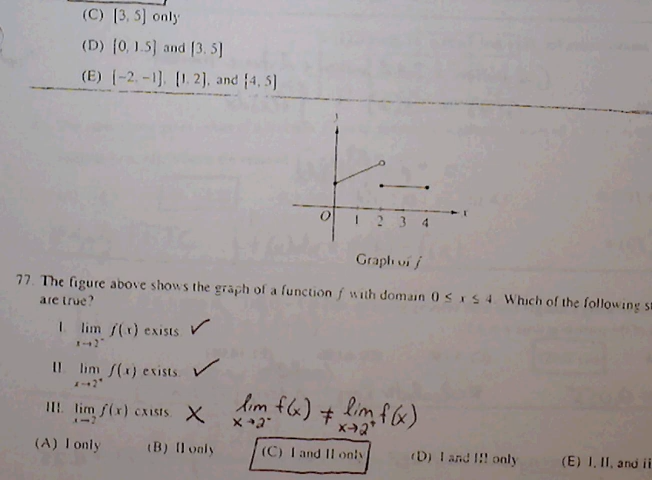 (C) [3, 5] only
(D) [0, 1.5] and [3, 5]
(E) [−2, −1], [1, 2], and [4, 5]
y
O 1 2 3 4 x
Graph of f
77. The figure above shows the graph of a function f with domain 0 ≤ x ≤ 4. Which of the following
are true?
I. lim x→2⁻ f(x) exists. ✓
II. lim x→2⁺ f(x) exists. ✓
III. lim x→2 f(x) exists. X lim x→2⁻ f(x) ≠ lim x→2⁺ f(x)
(A) I only (B) II only (C) I and II only (D) I and III only (E) I, II, and